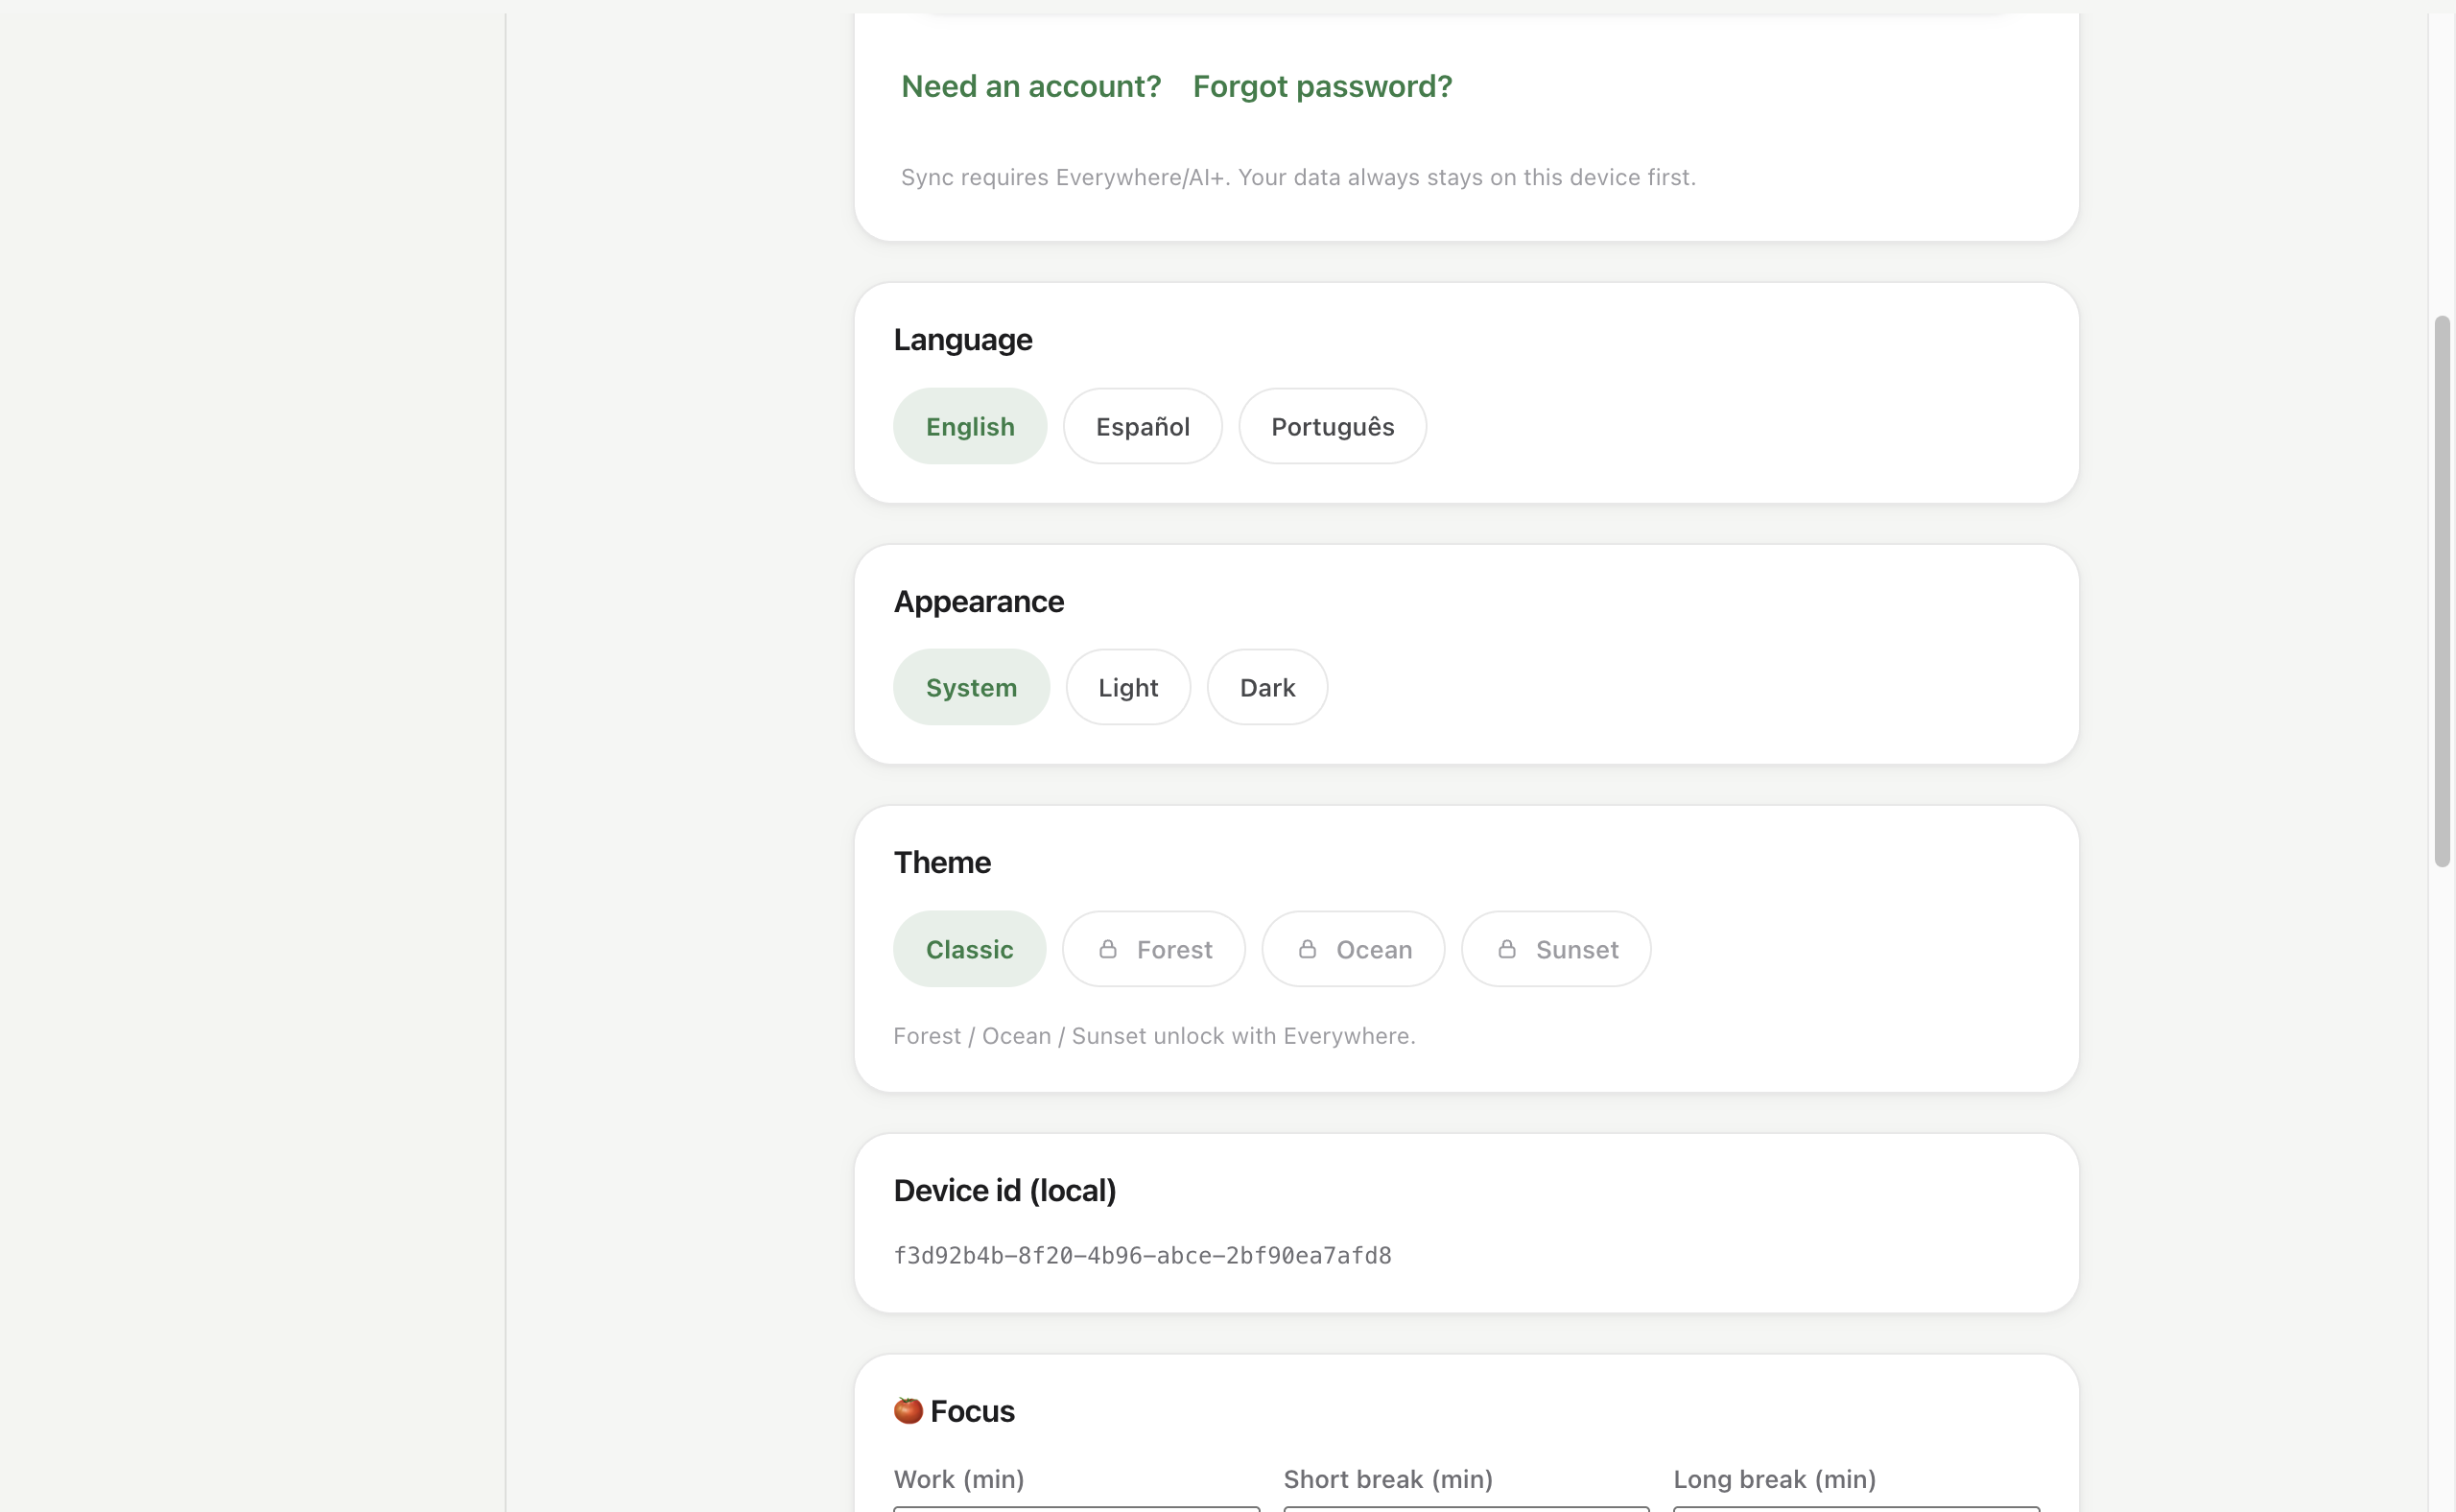 Need an account? Forgot password?
Sync requires Everywhere/AI+. Your data always stays on this device first.
Language
English Español Português
Appearance
System Light Dark
Theme
Classic Forest Ocean Sunset
Forest / Ocean / Sunset unlock with Everywhere.
Device id (local)
f3d92b4b-8f20-4b96-abce-2bf90ea7afd8
🍅 Focus
Work (min) Short break (min) Long break (min)